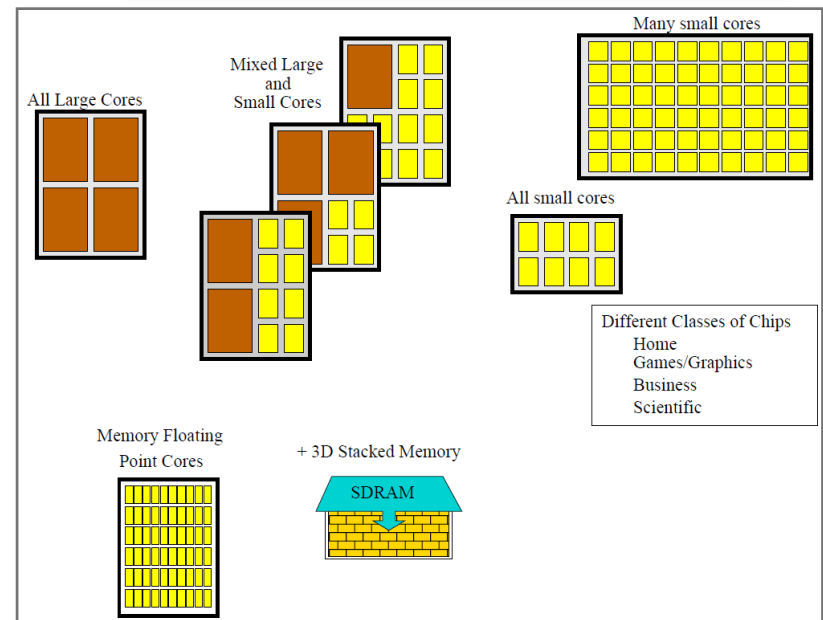 Many small cores
Mixed Large
and
Small Cores
All Large Cores
All small cores
Different Classes of Chips
Home
Games/Graphics
Business
Scientific
Memory Floating
Point Cores
+ 3D Stacked Memory
SDRAM